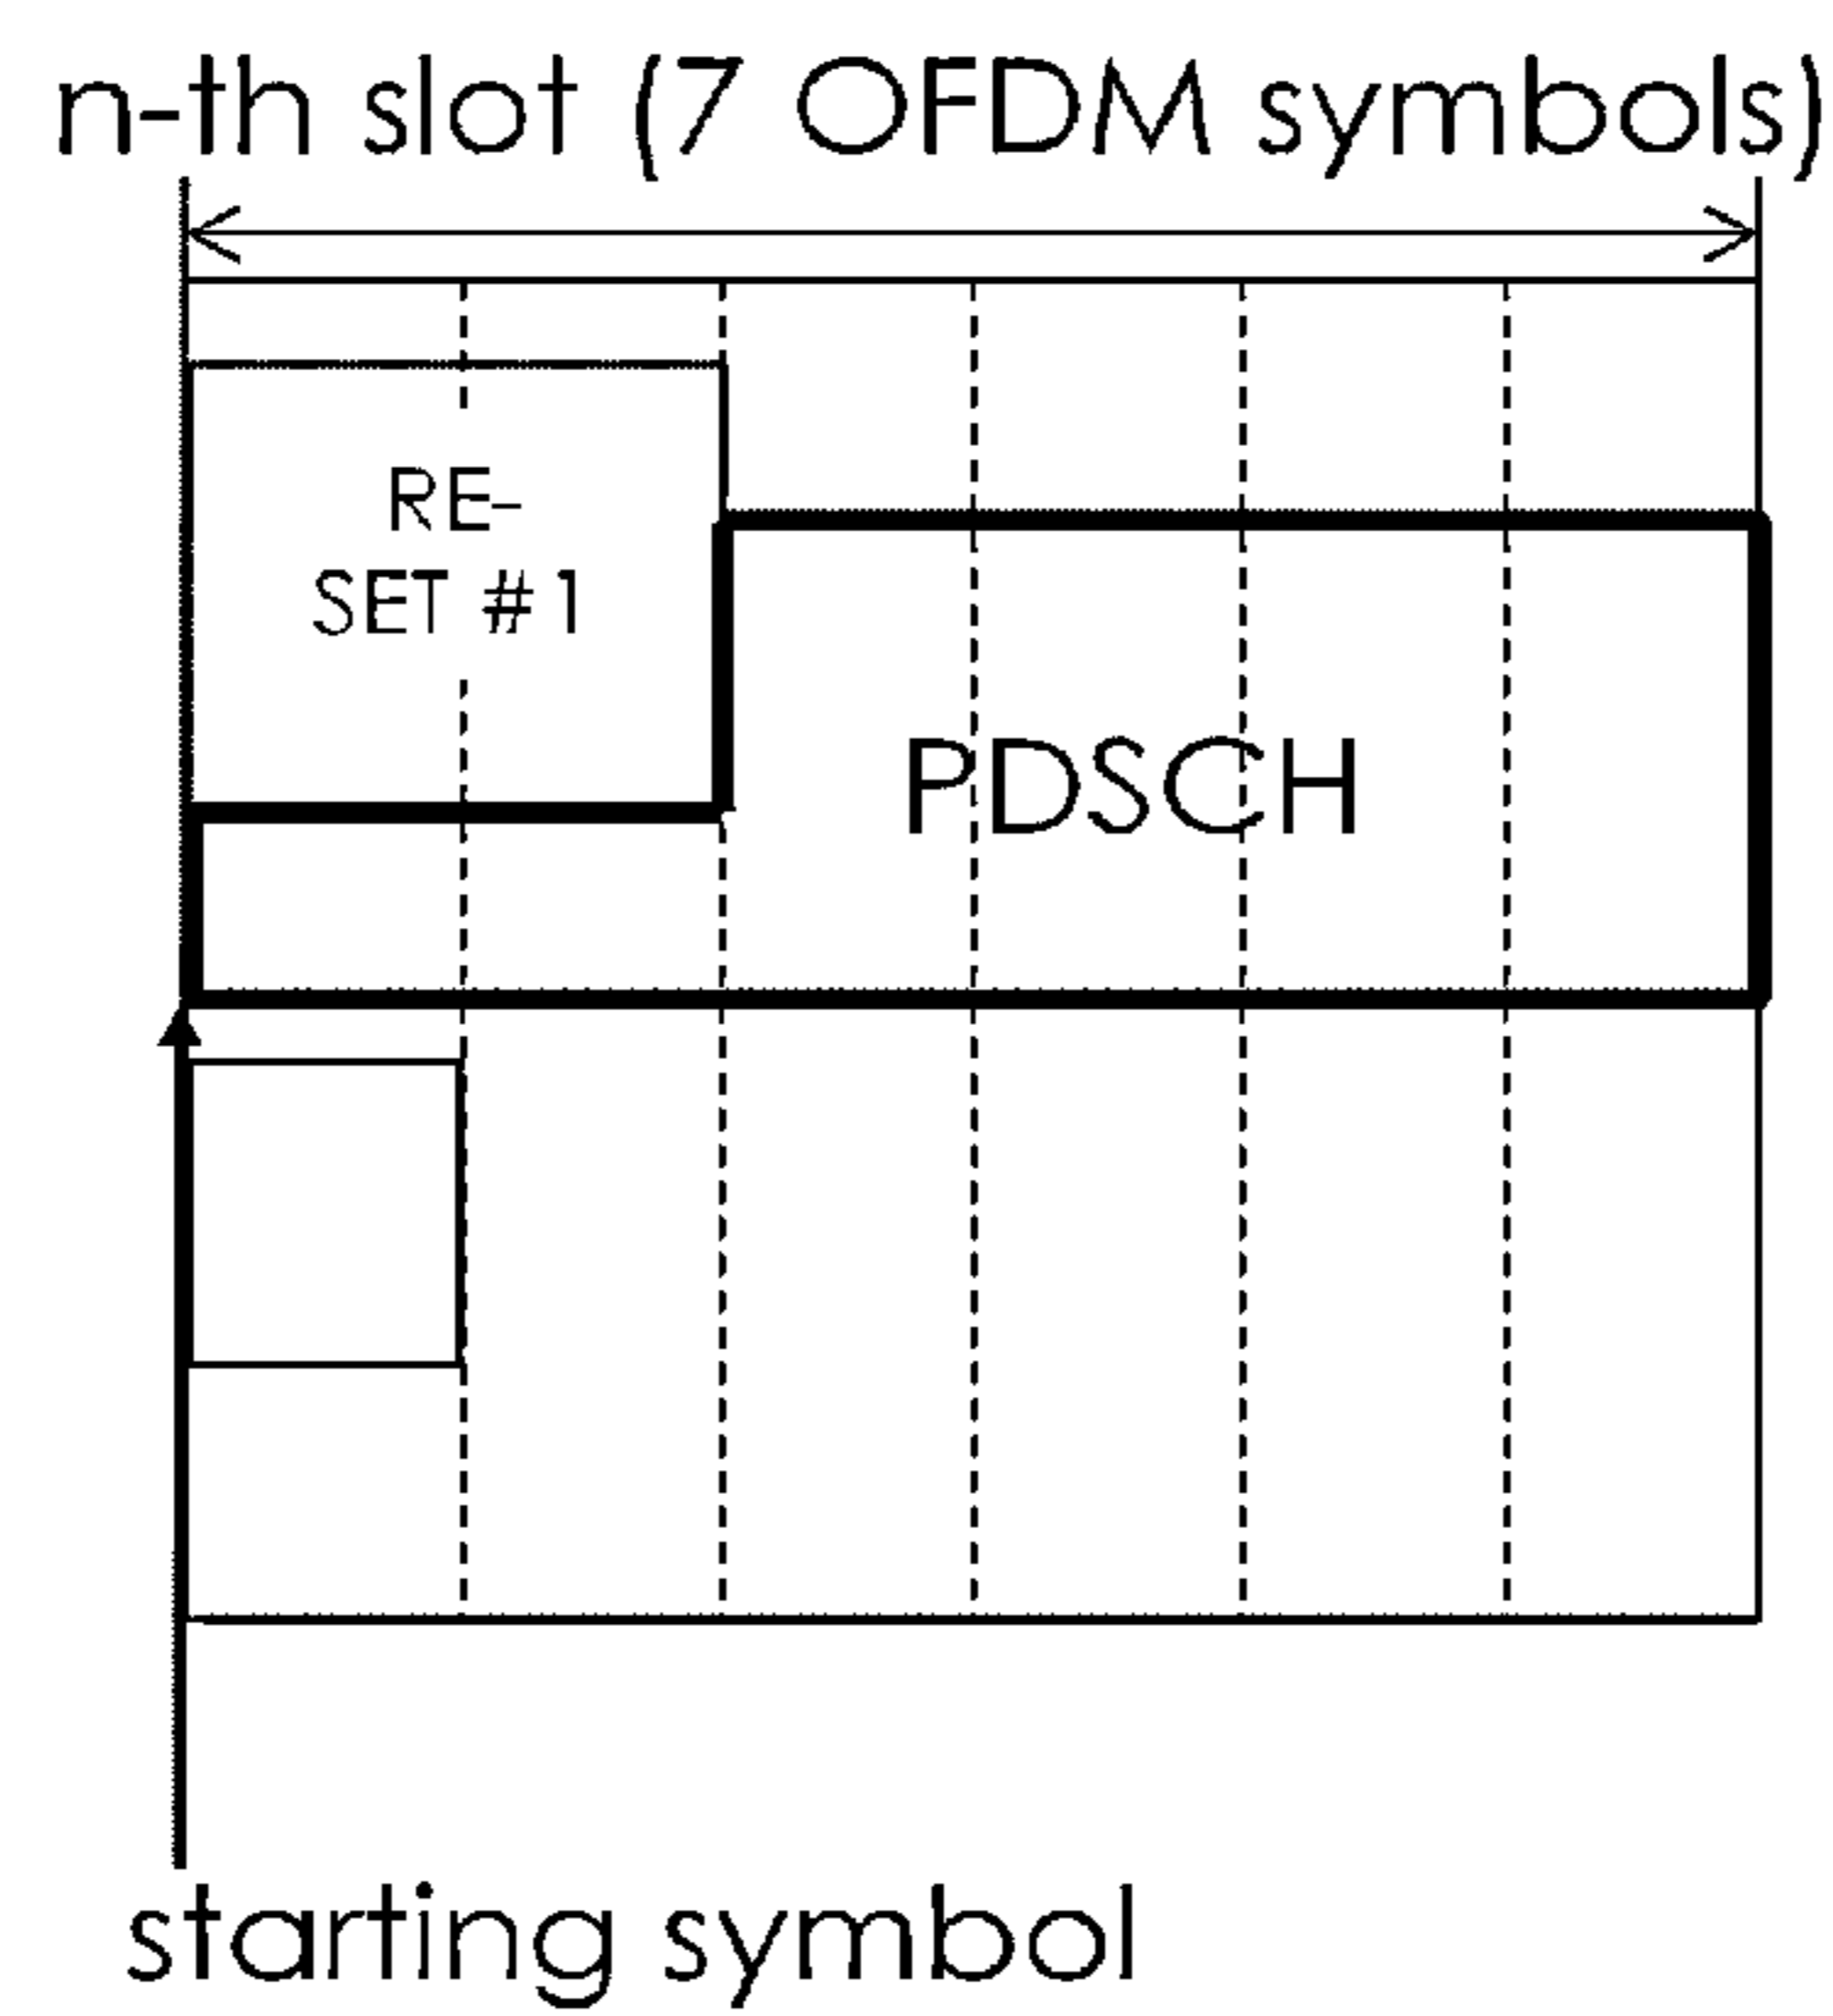 n-th slot (7 OFDM symbols)
RE-
SET #1
PDSCH
starting symbol